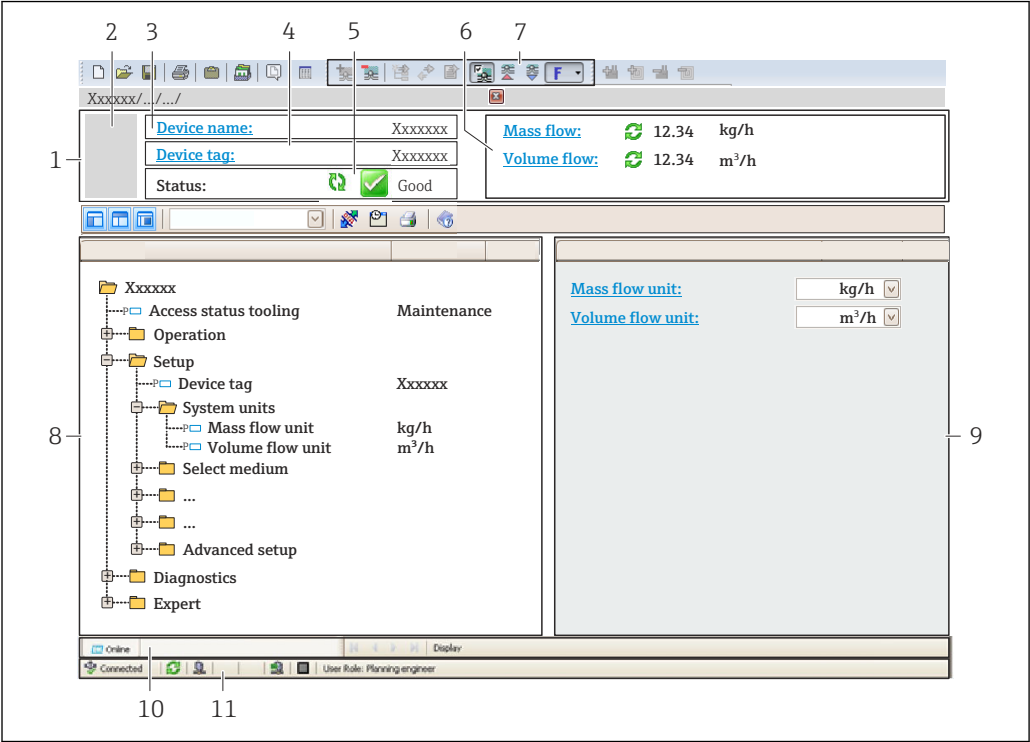 2 3 4 5 6 7
F
Xxxxxx/.../.../
1
Device name: Xxxxxxx
Device tag: Xxxxxxx
Status: Good
Mass flow: 12.34 kg/h
Volume flow: 12.34 m³/h
8
Xxxxxx
P Access status tooling Maintenance
Operation
Setup
P Device tag Xxxxxx
System units
P Mass flow unit kg/h
P Volume flow unit m³/h
Select medium
...
...
Advanced setup
Diagnostics
Expert
Mass flow unit: kg/h
Volume flow unit: m³/h
9
Online Display
Connected User Role: Planning engineer
10 11